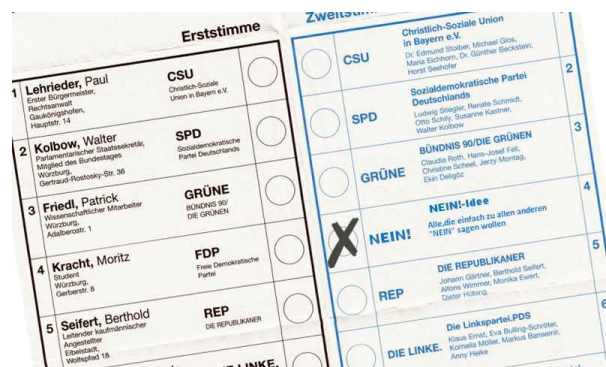 Erststimme
1 Lehrieder, Paul
Erster Bürgermeister,
Rechtsanwalt
Gaukönigshofen,
Hauptstr. 14
CSU
Christlich-Soziale
Union in Bayern e.V.
2 Kolbow, Walter
Parlamentarischer Staatssekretär,
Mitglied des Bundestages
Würzburg,
Gertraud-Rostosky-Str. 36
SPD
Sozialdemokratische
Partei Deutschlands
3 Friedl, Patrick
Wissenschaftlicher Mitarbeiter
Würzburg,
Adalberostr. 1
GRÜNE
BÜNDNIS 90/
DIE GRÜNEN
4 Kracht, Moritz
Student
Würzburg,
Gerberstr. 8
FDP
Freie Demokratische
Partei
5 Seifert, Berthold
Leitender kaufmännischer
Angestellter
Eibelstadt,
Wolfspfad 18
REP
DIE REPUBLIKANER
LINKE.
Zweitstim
CSU
Christlich-Soziale Union
in Bayern e.V.
Dr. Edmund Stoiber, Michael Glos,
Maria Eichhorn, Dr. Günther Beckstein,
Horst Seehofer
SPD
Sozialdemokratische Partei
Deutschlands
Ludwig Stiegler, Renate Schmidt,
Otto Schily, Susanne Kastner,
Walter Kolbow
2
GRÜNE
BÜNDNIS 90/DIE GRÜNEN
Claudia Roth, Hans-Josef Fell,
Christine Scheel, Jerzy Montag,
Ekin Deligöz
3
NEIN!
NEIN!-Idee
Alle,die einfach zu allen anderen
"NEIN" sagen wollen
4
REP
DIE REPUBLIKANER
Johann Gärtner, Berthold Seifert,
Alfons Wimmer, Monika Ewert,
Dieter Hübing
5
DIE LINKE.
Die Linkspartei.PDS
Klaus Ernst, Eva Bulling-Schröter,
Kornelia Möller, Markus Bansemir,
Anny Heike
6